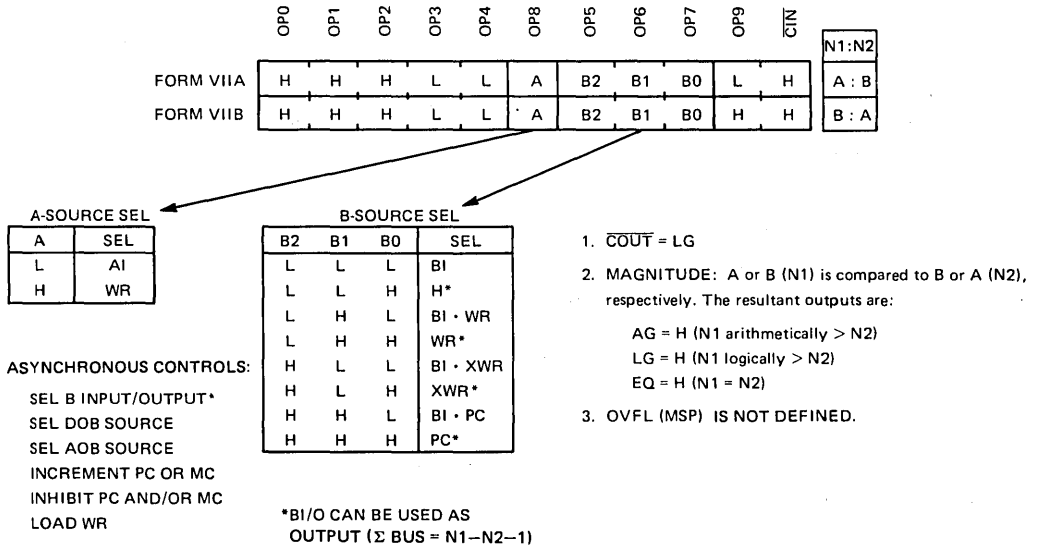 OP0 OP1 OP2 OP3 OP4 OP8 OP5 OP6 OP7 OP9 CIN
N1:N2
FORM VIIA H H H L L A B2 B1 B0 L H A : B
FORM VIIB H H H L L A B2 B1 B0 H H B : A
A-SOURCE SEL
A SEL
L AI
H WR
ASYNCHRONOUS CONTROLS:
SEL B INPUT/OUTPUT*
SEL DOB SOURCE
SEL AOB SOURCE
INCREMENT PC OR MC
INHIBIT PC AND/OR MC
LOAD WR
B-SOURCE SEL
B2 B1 B0 SEL
L L L BI
L L H H*
L H L BI · WR
L H H WR*
H L L BI · XWR
H L H XWR*
H H L BI · PC
H H H PC*
*BI/O CAN BE USED AS
OUTPUT (Σ BUS = N1–N2–1)
1. COUT = LG
2. MAGNITUDE: A or B (N1) is compared to B or A (N2),
respectively. The resultant outputs are:
AG = H (N1 arithmetically > N2)
LG = H (N1 logically > N2)
EQ = H (N1 = N2)
3. OVFL (MSP) IS NOT DEFINED.